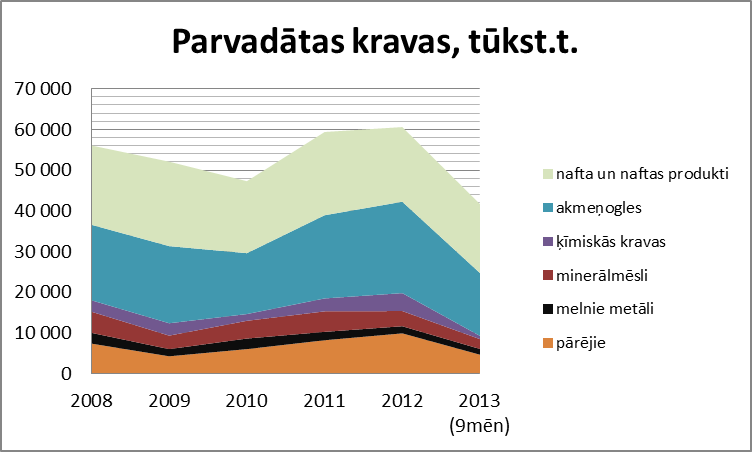 Parvadātas kravas, tūkst.t.
70 000
60 000
50 000
40 000
30 000
20 000
10 000
0
2008 2009 2010 2011 2012 2013
(9mēn)
nafta un naftas produkti
akmeņogles
ķīmiskās kravas
minerālmēsli
melnie metāli
pārējie